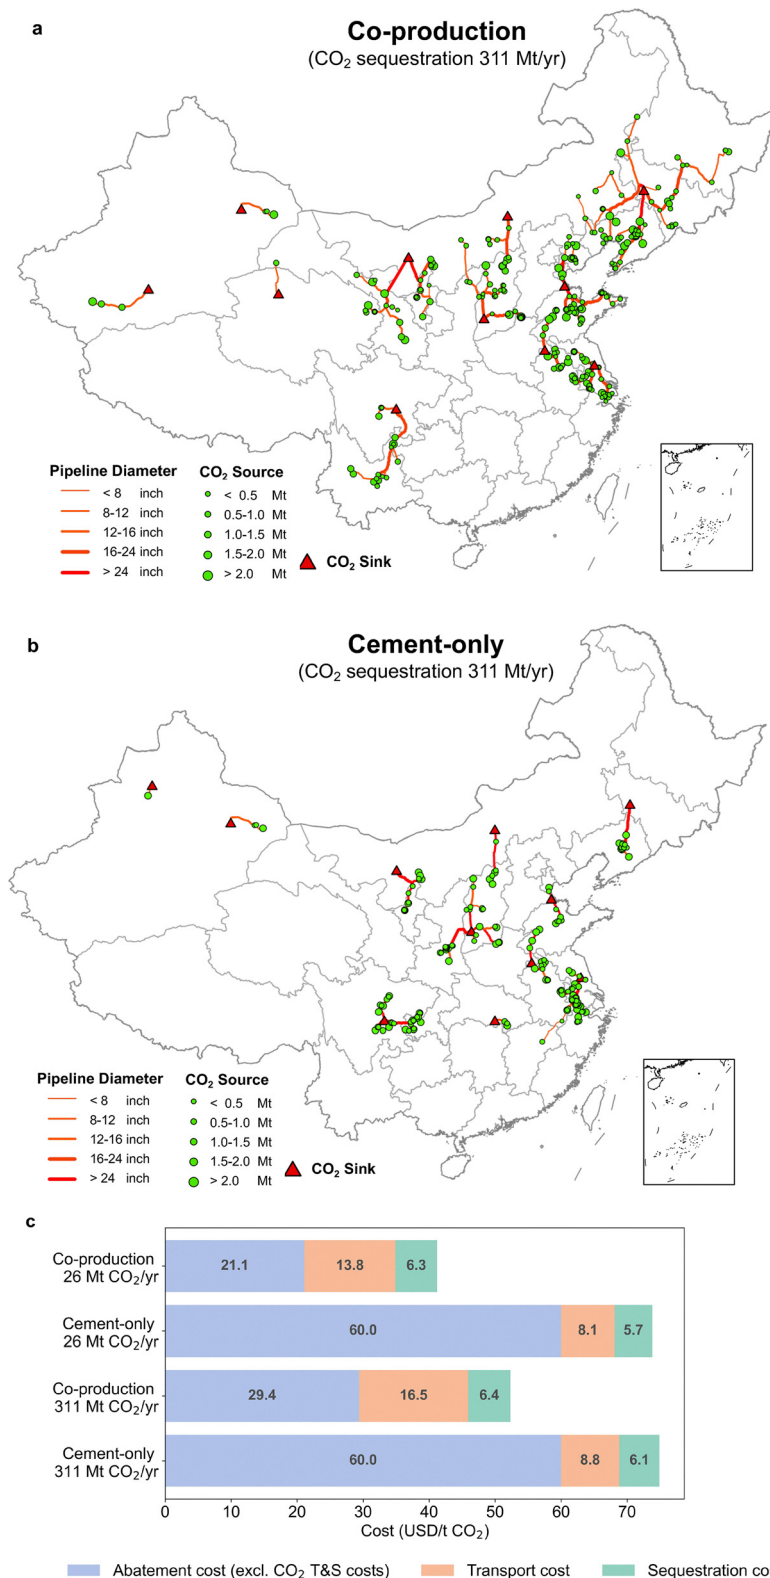 a
Co-production
(CO₂ sequestration 311 Mt/yr)
Pipeline Diameter
CO₂ Source
< 8 inch
8-12 inch
12-16 inch
16-24 inch
> 24 inch
< 0.5 Mt
0.5-1.0 Mt
1.0-1.5 Mt
1.5-2.0 Mt
> 2.0 Mt
CO₂ Sink
b
Cement-only
(CO₂ sequestration 311 Mt/yr)
Pipeline Diameter
CO₂ Source
< 8 inch
8-12 inch
12-16 inch
16-24 inch
> 24 inch
< 0.5 Mt
0.5-1.0 Mt
1.0-1.5 Mt
1.5-2.0 Mt
> 2.0 Mt
CO₂ Sink
c
Co-production
26 Mt CO₂/yr
21.1 13.8 6.3
Cement-only
26 Mt CO₂/yr
60.0 8.1 5.7
Co-production
311 Mt CO₂/yr
29.4 16.5 6.4
Cement-only
311 Mt CO₂/yr
60.0 8.8 6.1
0 10 20 30 40 50 60 70
Cost (USD/t CO₂)
Abatement cost (excl. CO₂ T&S costs) Transport cost Sequestration co